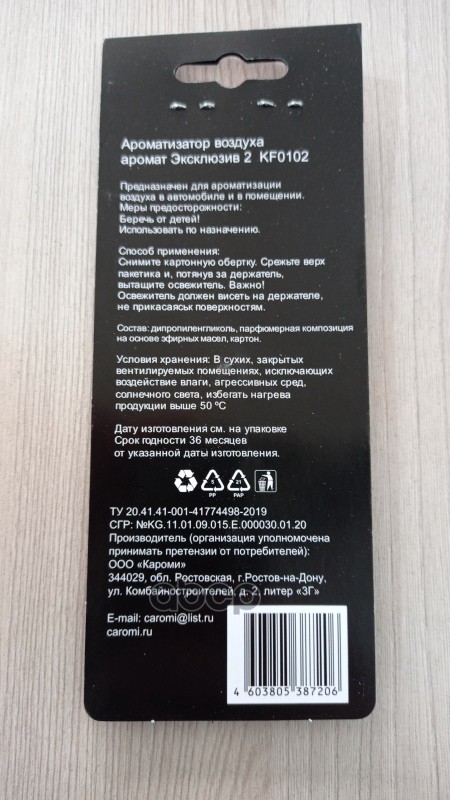 Ароматизатор воздуха
аромат Эксклюзив 2 KF0102
Предназначен для ароматизации
воздуха в автомобиле и в помещении.
Меры предосторожности:
Беречь от детей!
Использовать по назначению.
Способ применения:
Снимите картонную обертку. Срежьте верх
пакетика и, потянув за держатель,
вытащите освежитель. Важно!
Освежитель должен висеть на держателе,
не прикасаяськ поверхностям.
Состав: дипропиленгликоль, парфюмерная композиция
на основе эфирных масел, картон.
Условия хранения: В сухих, закрытых
вентилируемых помещениях, исключающих
воздействие влаги, агрессивных сред,
солнечного света, избегать нагрева
продукции выше 50 ºC
Дату изготовления см. на упаковке
Срок годности 36 месяцев
от указанной даты изготовления.
5 21
PP PAP
ТУ 20.41.41-001-41774498-2019
СГР: №KG.11.01.09.015.E.000030.01.20
Производитель (организация уполномочена
принимать претензии от потребителей):
ООО «Кароми»
344029, обл. Ростовская, г.Ростов-на-Дону,
ул. Комбайностроителей, д. 2, литер "3Г"
E-mail: caromi@list.ru
caromi.ru
4 603805 387206